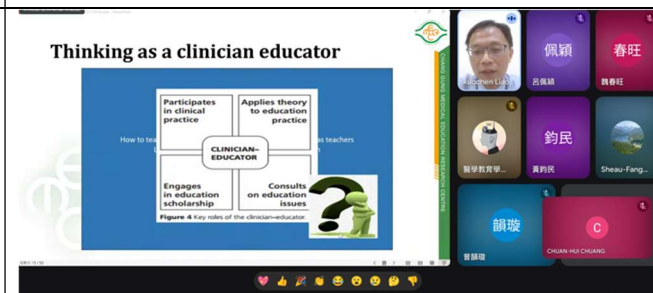 Thinking as a clinician educator
Participates
in clinical
practice
Applies theory
to education
practice
How to tea
as teachers
CLINICIAN–
EDUCATOR
Engages
in education
scholarship
Consults
on education
issues
Figure 4 Key roles of the clinician–educator.
CHANG GUNG MEDICAL EDUCATION RESEARCH CENTRE
Kuochen Liao
佩穎
呂佩穎
春旺
魏春旺
醫學教育學...
鈞民
黃鈞民
Sheau-Fang...
韻璇
曾韻璇
C
CHUAN-HUI CHUANG